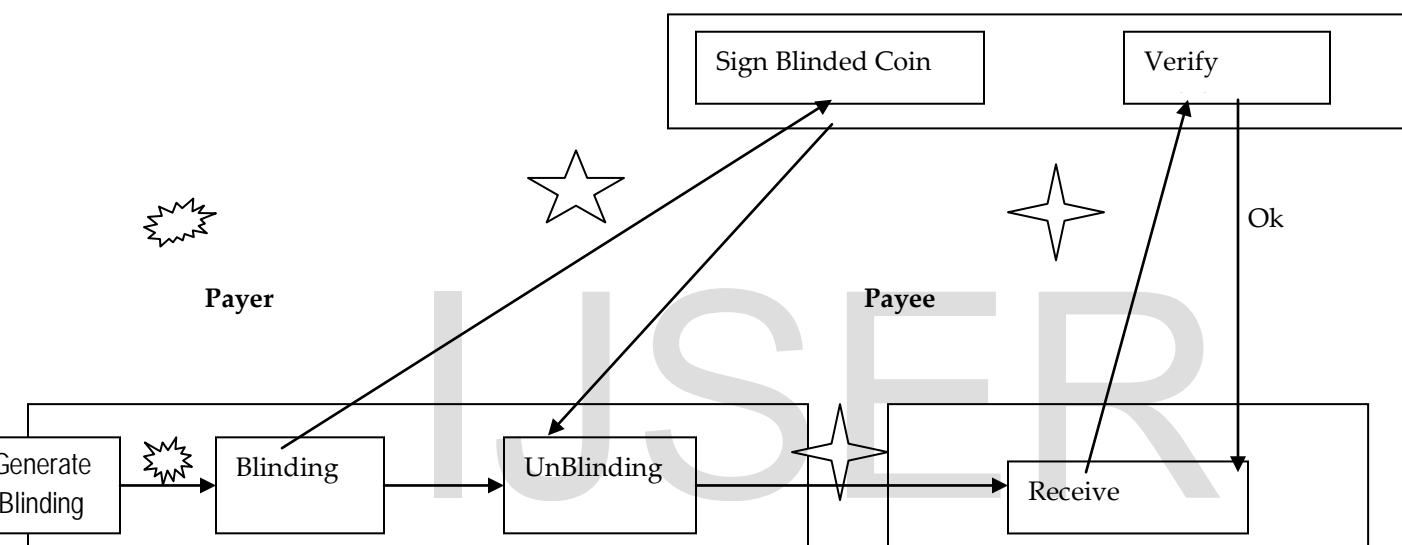 Sign Blinded Coin
Verify
Ok
Payer
Payee
IJSER
Generate
Blinding
Blinding
UnBlinding
Receive